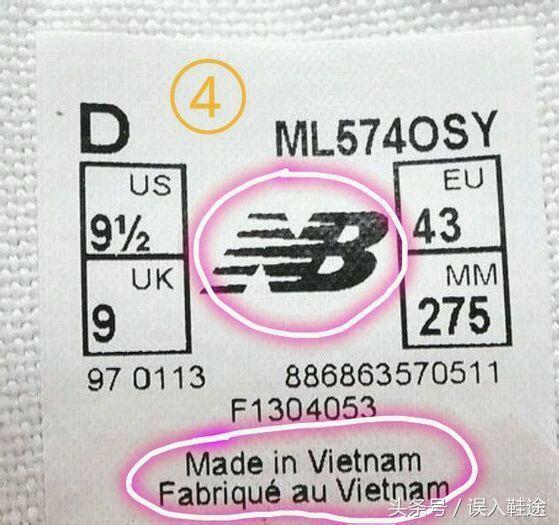 ④
D ML574OSY
US 9½ EU 43
UK 9 MM 275
NB
97 0113 886863570511
F1304053
Made in Vietnam
Fabriqué au Vietnam
头条号 / 误入鞋途